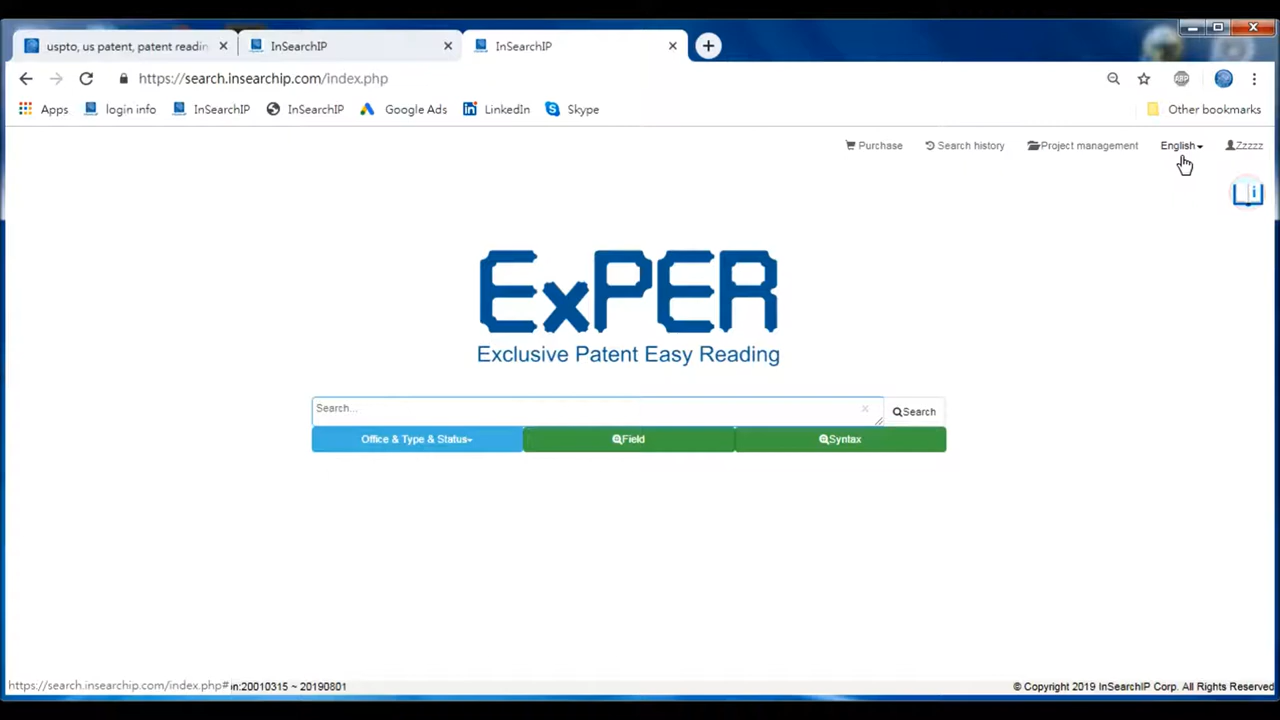 uspto, us patent, patent readin
InSearchIP
InSearchIP
https://search.insearchip.com/index.php
ABP
Apps
login info
InSearchIP
InSearchIP
Google Ads
LinkedIn
Skype
Other bookmarks
Purchase
Search history
Project management
English
Zzzzz
ExPER
Exclusive Patent Easy Reading
Search...
Search
Office & Type & Status
Field
Syntax
https://search.insearchip.com/index.php#
in:20010315 ~ 20190801
© Copyright 2019 InSearchIP Corp. All Rights Reserved